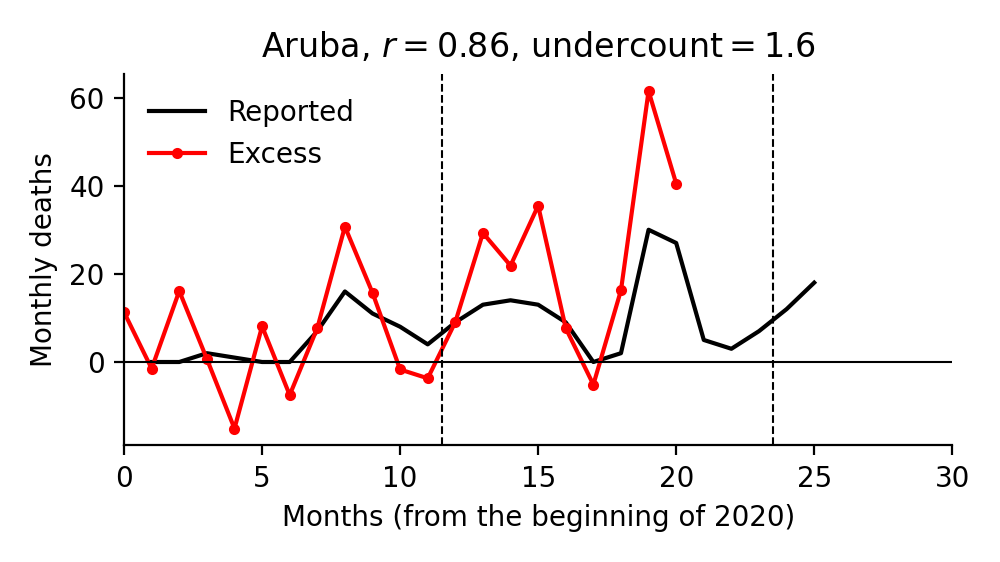 Aruba, r = 0.86, undercount = 1.6
Reported
Excess
Monthly deaths
60
40
20
0
0 5 10 15 20 25 30
Months (from the beginning of 2020)